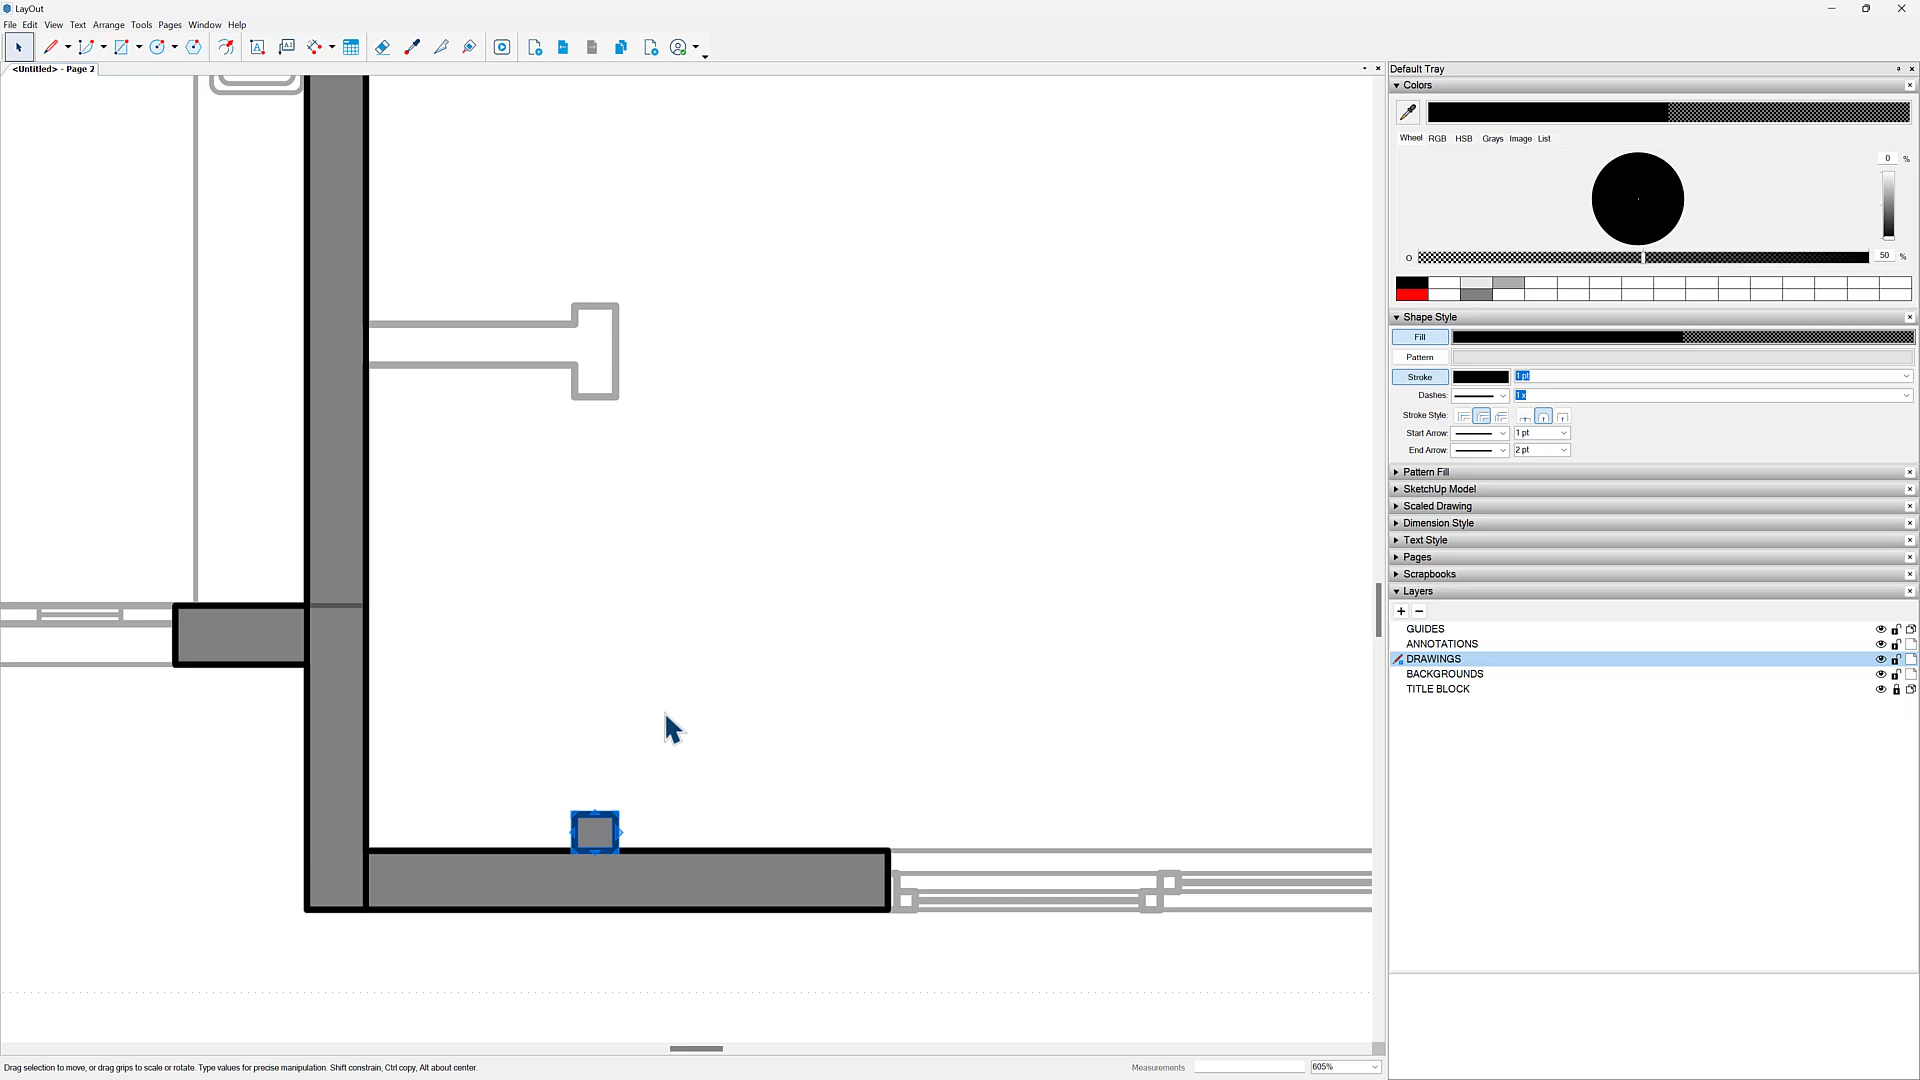 LayOut
File Edit View Text Arrange Tools Pages Window Help
<Untitled> - Page 2
Default Tray
Colors
Wheel RGB HSB Grays Image List
0 %
O 50 %
Shape Style
Fill
Pattern
Stroke 1 pt
Dashes: 1 x
Stroke Style:
Start Arrow: 1 pt
End Arrow: 2 pt
Pattern Fill
SketchUp Model
Scaled Drawing
Dimension Style
Text Style
Pages
Scrapbooks
Layers
GUIDES
ANNOTATIONS
DRAWINGS
BACKGROUNDS
TITLE BLOCK
Drag selection to move, or drag grips to scale or rotate. Type values for precise manipulation. Shift constrain, Ctrl copy, Alt about center.
Measurements
605%